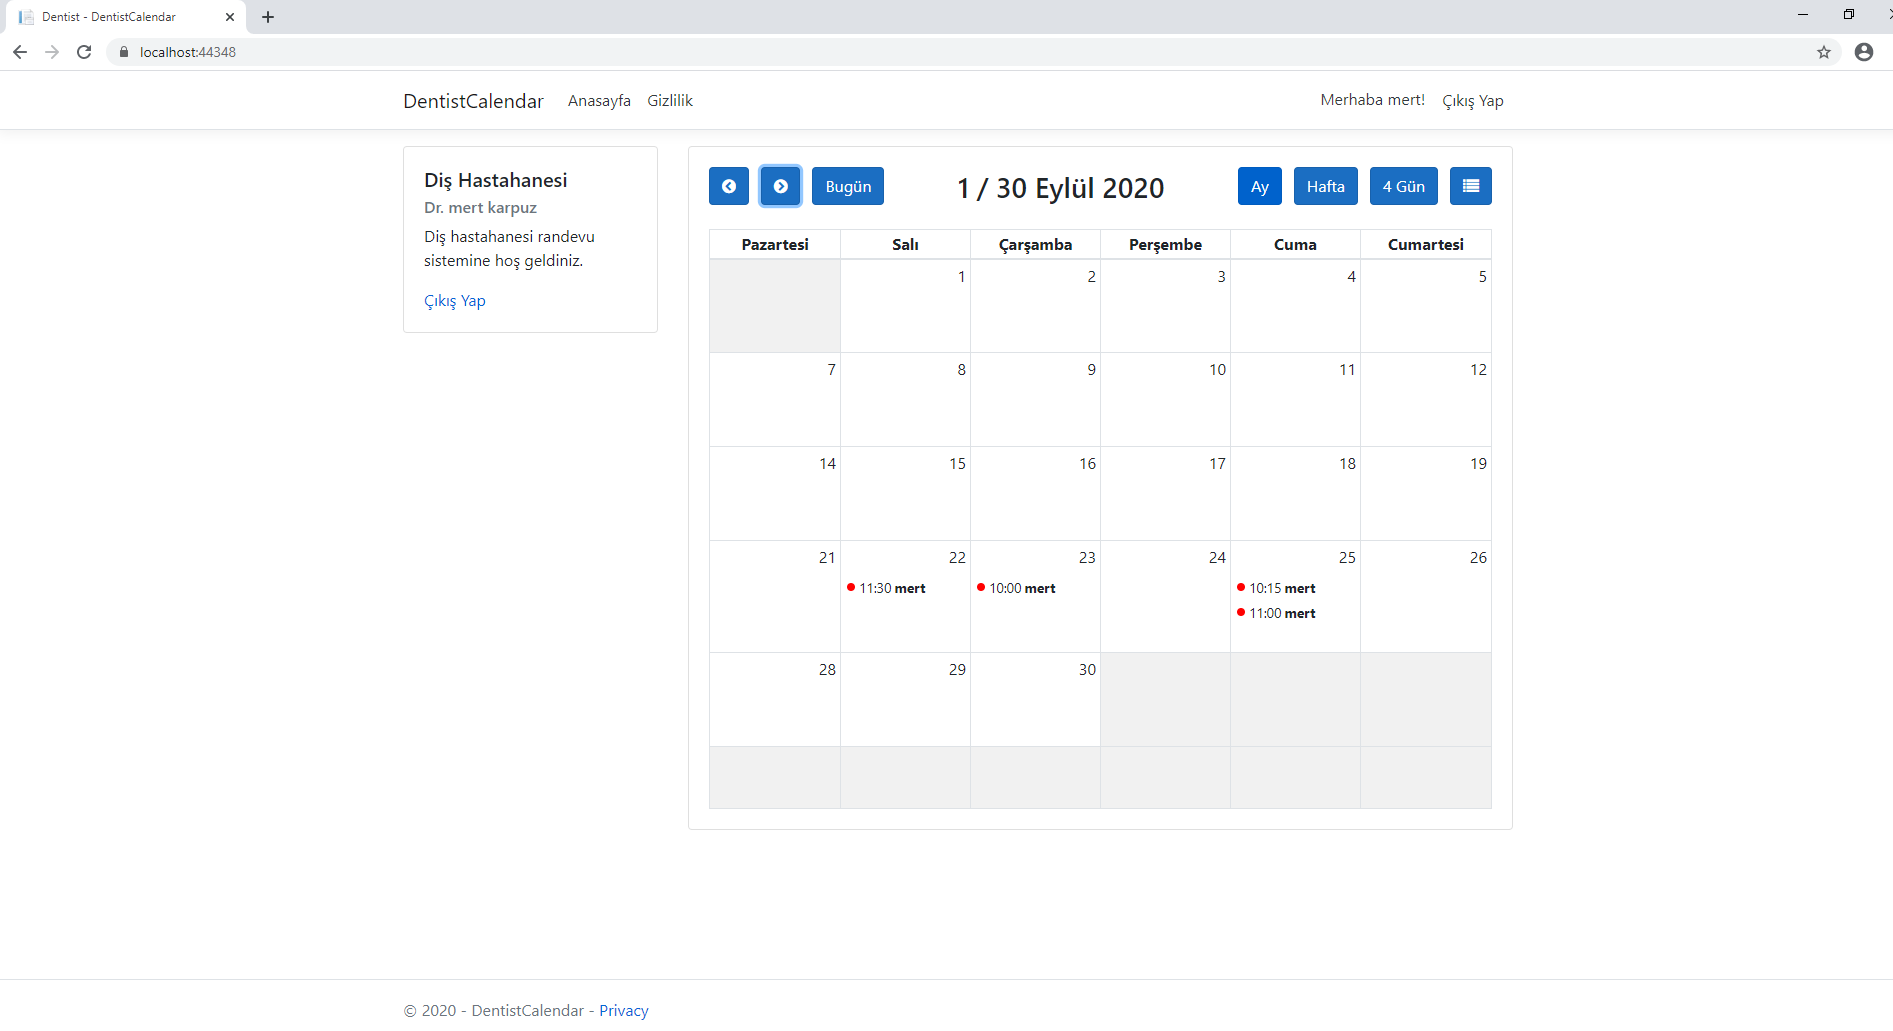 Dentist - DentistCalendar
localhost:44348
DentistCalendar Anasayfa Gizlilik Merhaba mert! Çıkış Yap
Diş Hastahanesi
Dr. mert karpuz
Diş hastahanesi randevu
sistemine hoş geldiniz.
Çıkış Yap
Bugün 1 / 30 Eylül 2020 Ay Hafta 4 Gün
Pazartesi Salı Çarşamba Perşembe Cuma Cumartesi
1 2 3 4 5
7 8 9 10 11 12
14 15 16 17 18 19
21 22 23 24 25 26
11:30 mert 10:00 mert 10:15 mert
11:00 mert
28 29 30
© 2020 - DentistCalendar - Privacy